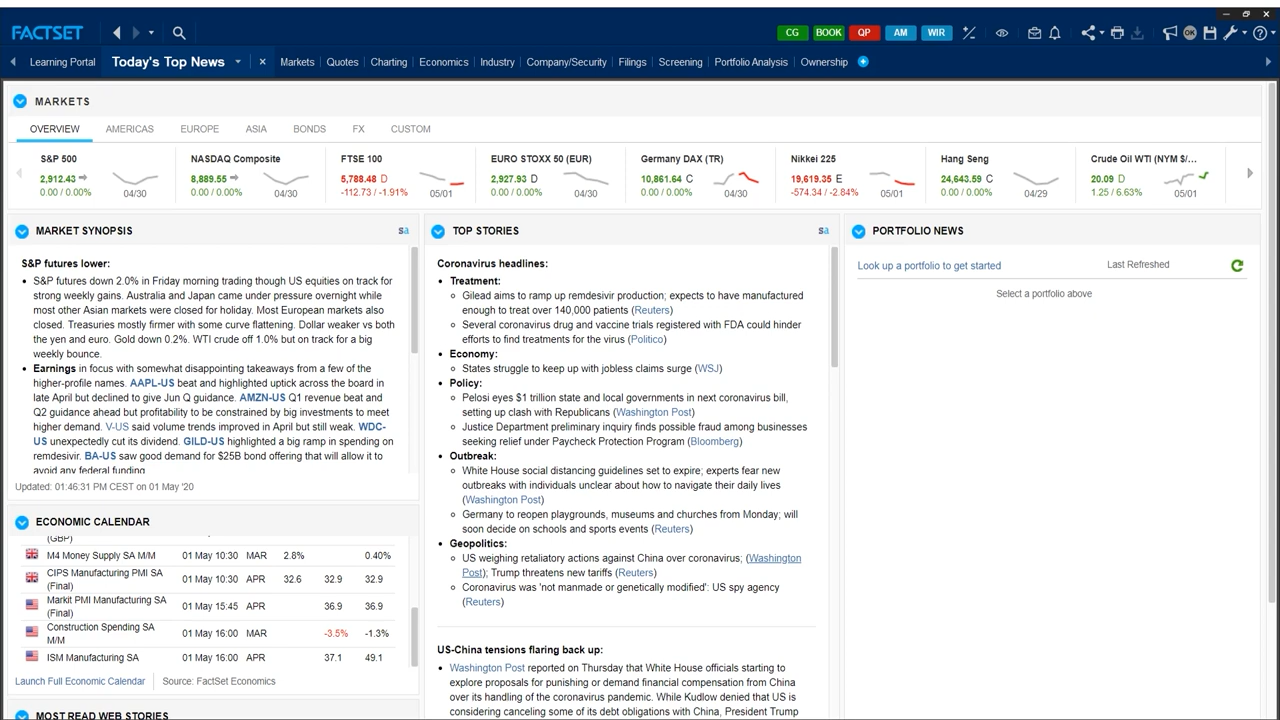 FACTSET
CG BOOK QP AM WIR OK
Learning Portal Today's Top News Markets Quotes Charting Economics Industry Company/Security Filings Screening Portfolio Analysis Ownership
MARKETS
OVERVIEW AMERICAS EUROPE ASIA BONDS FX CUSTOM
S&P 500
2,912.43
0.00 / 0.00%
04/30
NASDAQ Composite
8,889.55
0.00 / 0.00%
04/30
FTSE 100
5,788.48 D
-112.73 / -1.91%
05/01
EURO STOXX 50 (EUR)
2,927.93 D
0.00 / 0.00%
04/30
Germany DAX (TR)
10,861.64 C
0.00 / 0.00%
04/30
Nikkei 225
19,619.35 E
-574.34 / -2.84%
05/01
Hang Seng
24,643.59 C
0.00 / 0.00%
04/29
Crude Oil WTI (NYM $/...
20.09 D
1.25 / 6.63%
05/01
MARKET SYNOPSIS
sa
S&P futures lower:
S&P futures down 2.0% in Friday morning trading though US equities on track for
strong weekly gains. Australia and Japan came under pressure overnight while
most other Asian markets were closed for holiday. Most European markets also
closed. Treasuries mostly firmer with some curve flattening. Dollar weaker vs both
the yen and euro. Gold down 0.2%. WTI crude off 1.0% but on track for a big
weekly bounce.
Earnings in focus with somewhat disappointing takeaways from a few of the
higher-profile names. AAPL-US beat and highlighted uptick across the board in
late April but declined to give Jun Q guidance. AMZN-US Q1 revenue beat and
Q2 guidance ahead but profitability to be constrained by big investments to meet
higher demand. V-US said volume trends improved in April but still weak. WDC-
US unexpectedly cut its dividend. GILD-US highlighted a big ramp in spending on
remdesivir. BA-US saw good demand for $25B bond offering that will allow it to
avoid any federal funding
Updated: 01:46:31 PM CEST on 01 May '20
ECONOMIC CALENDAR
(GBP)
M4 Money Supply SA M/M 01 May 10:30 MAR 2.8% 0.40%
CIPS Manufacturing PMI SA
(Final) 01 May 10:30 APR 32.6 32.9 32.9
Markit PMI Manufacturing SA
(Final) 01 May 15:45 APR 36.9 36.9
Construction Spending SA
M/M 01 May 16:00 MAR -3.5% -1.3%
ISM Manufacturing SA 01 May 16:00 APR 37.1 49.1
Launch Full Economic Calendar Source: FactSet Economics
MOST READ WEB STORIES
TOP STORIES
sa
Coronavirus headlines:
Treatment:
Gilead aims to ramp up remdesivir production; expects to have manufactured
enough to treat over 140,000 patients (Reuters)
Several coronavirus drug and vaccine trials registered with FDA could hinder
efforts to find treatments for the virus (Politico)
Economy:
States struggle to keep up with jobless claims surge (WSJ)
Policy:
Pelosi eyes $1 trillion state and local governments in next coronavirus bill,
setting up clash with Republicans (Washington Post)
Justice Department preliminary inquiry finds possible fraud among businesses
seeking relief under Paycheck Protection Program (Bloomberg)
Outbreak:
White House social distancing guidelines set to expire; experts fear new
outbreaks with individuals unclear about how to navigate their daily lives
(Washington Post)
Germany to reopen playgrounds, museums and churches from Monday; will
soon decide on schools and sports events (Reuters)
Geopolitics:
US weighing retaliatory actions against China over coronavirus; (Washington
Post); Trump threatens new tariffs (Reuters)
Coronavirus was 'not manmade or genetically modified': US spy agency
(Reuters)
US-China tensions flaring back up:
Washington Post reported on Thursday that White House officials starting to
explore proposals for punishing or demand financial compensation from China
over its handling of the coronavirus pandemic. While Kudlow denied that US is
considering canceling some of its debt obligations with China, President Trump
PORTFOLIO NEWS
Look up a portfolio to get started Last Refreshed
Select a portfolio above